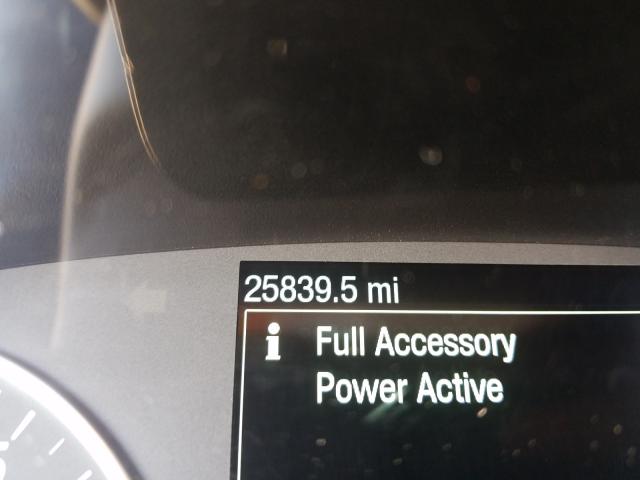 25839.5 mi
i Full Accessory
Power Active